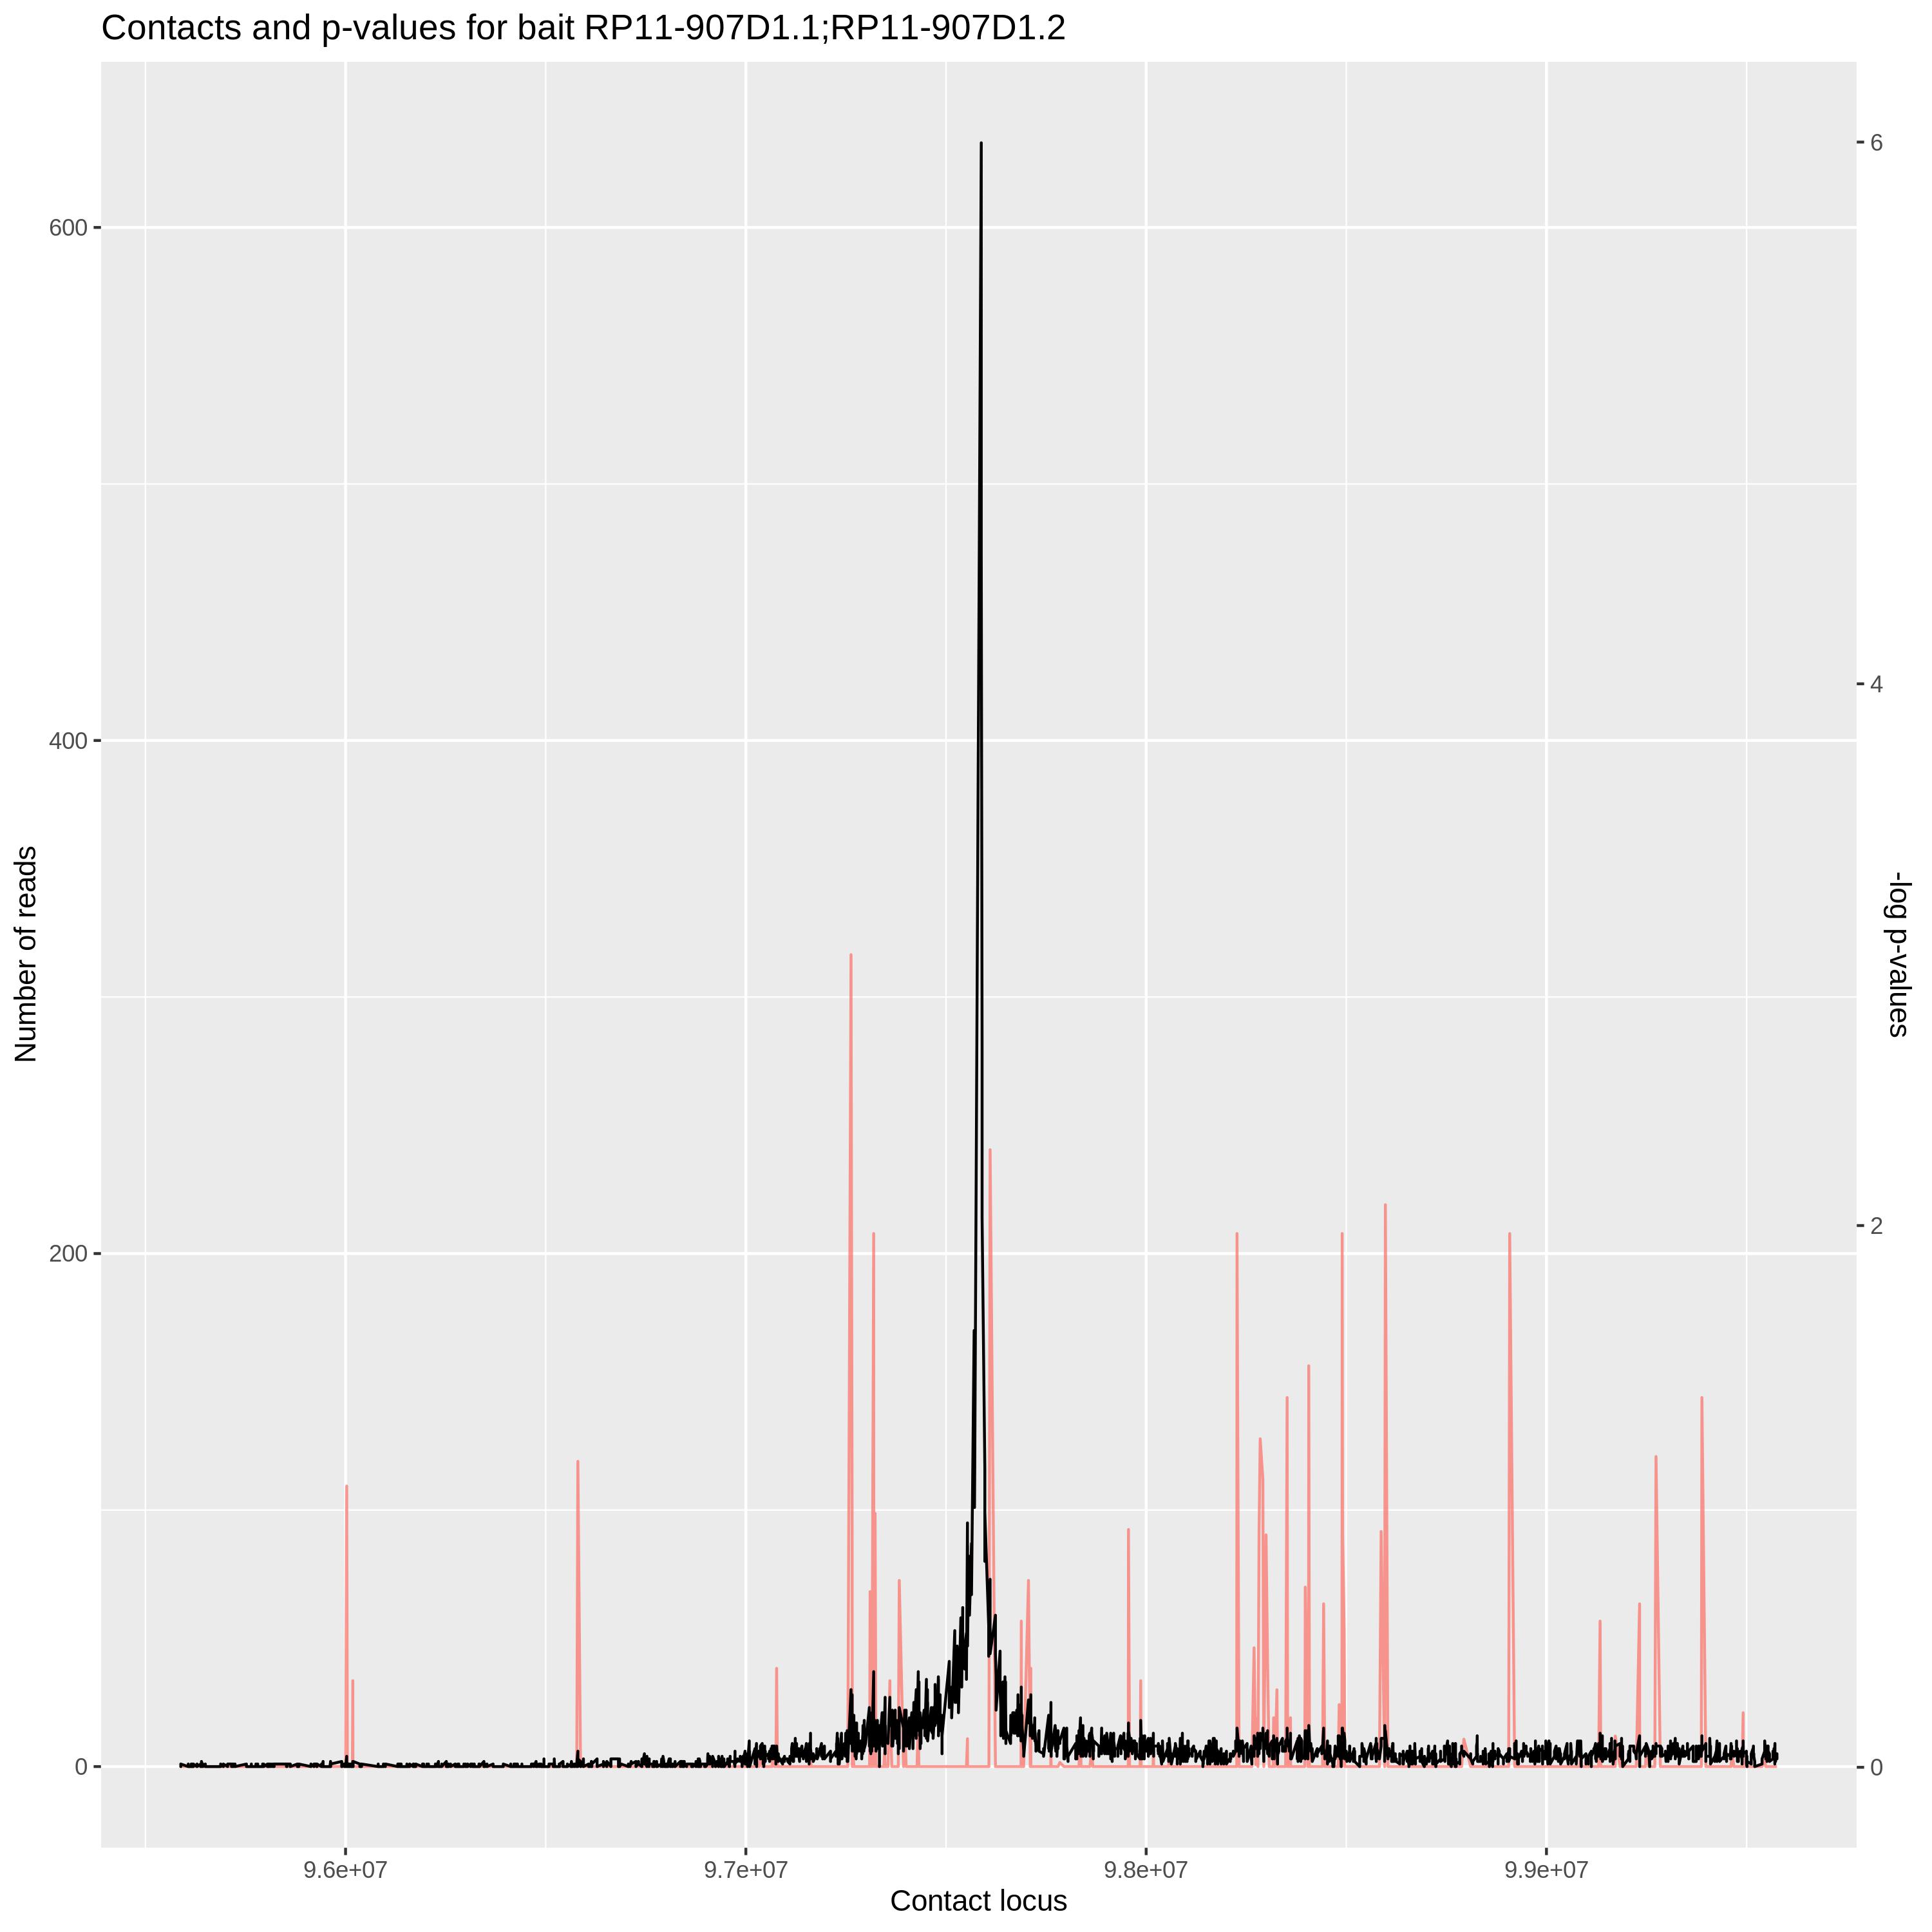 Contacts and p-values for bait RP11-907D1.1;RP11-907D1.2
600
400
200
0
Number of reads
6
4
2
0
-log p-values
9.6e+07
9.7e+07
9.8e+07
9.9e+07
Contact locus